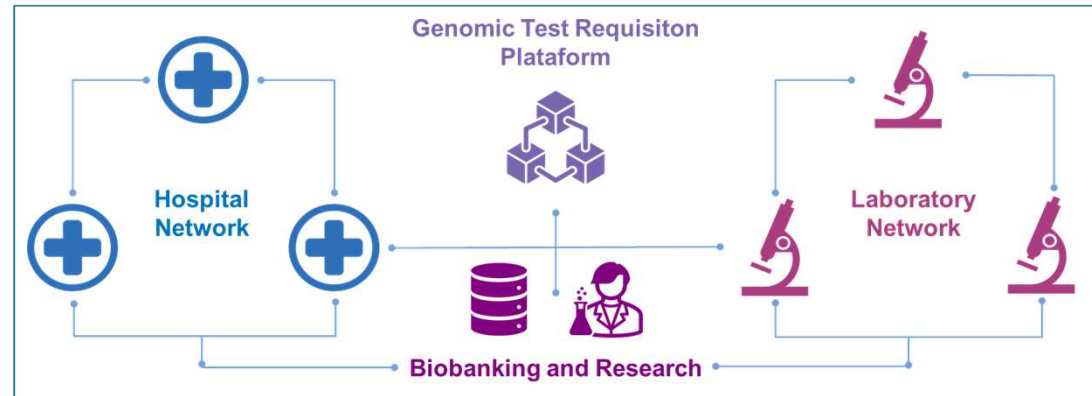 Genomic Test Requisiton
Plataform
Hospital
Network
Laboratory
Network
Biobanking and Research